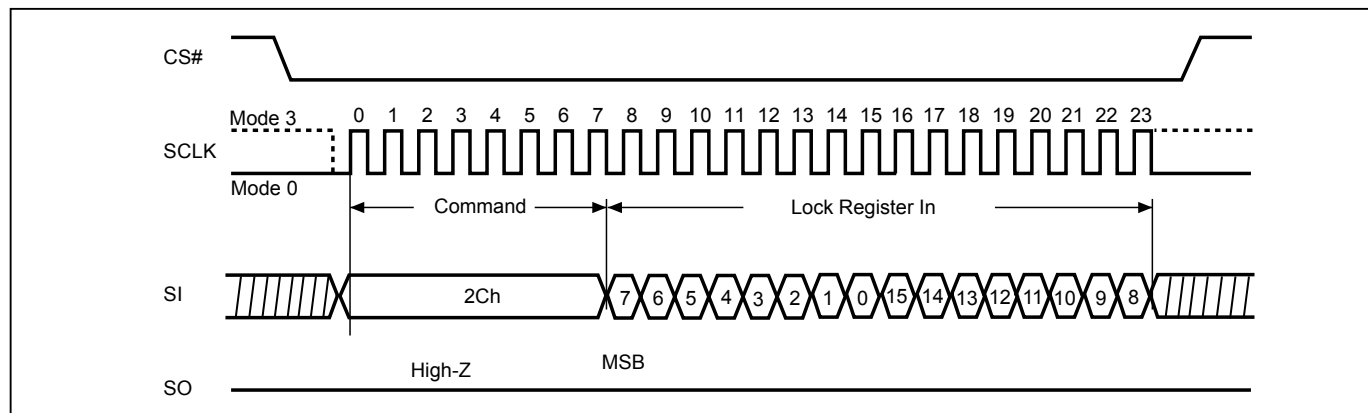 CS#
Mode 3
0 1 2 3 4 5 6 7 8 9 10 11 12 13 14 15 16 17 18 19 20 21 22 23
SCLK
Mode 0
Command
Lock Register In
SI
2Ch
7 6 5 4 3 2 1 0 15 14 13 12 11 10 9 8
High-Z
MSB
SO